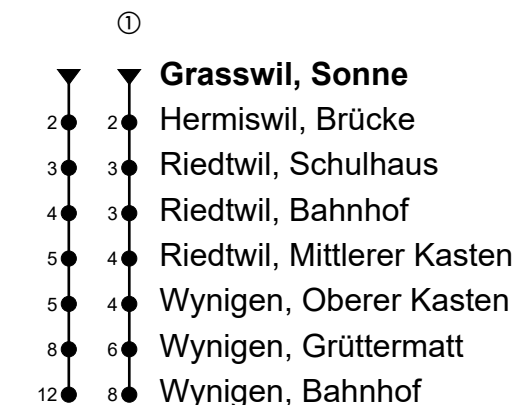 ①
Grasswil, Sonne
2 2 Hermiswil, Brücke
3 3 Riedtwil, Schulhaus
4 3 Riedtwil, Bahnhof
5 4 Riedtwil, Mittlerer Kasten
5 4 Wynigen, Oberer Kasten
8 6 Wynigen, Grüttermatt
12 8 Wynigen, Bahnhof